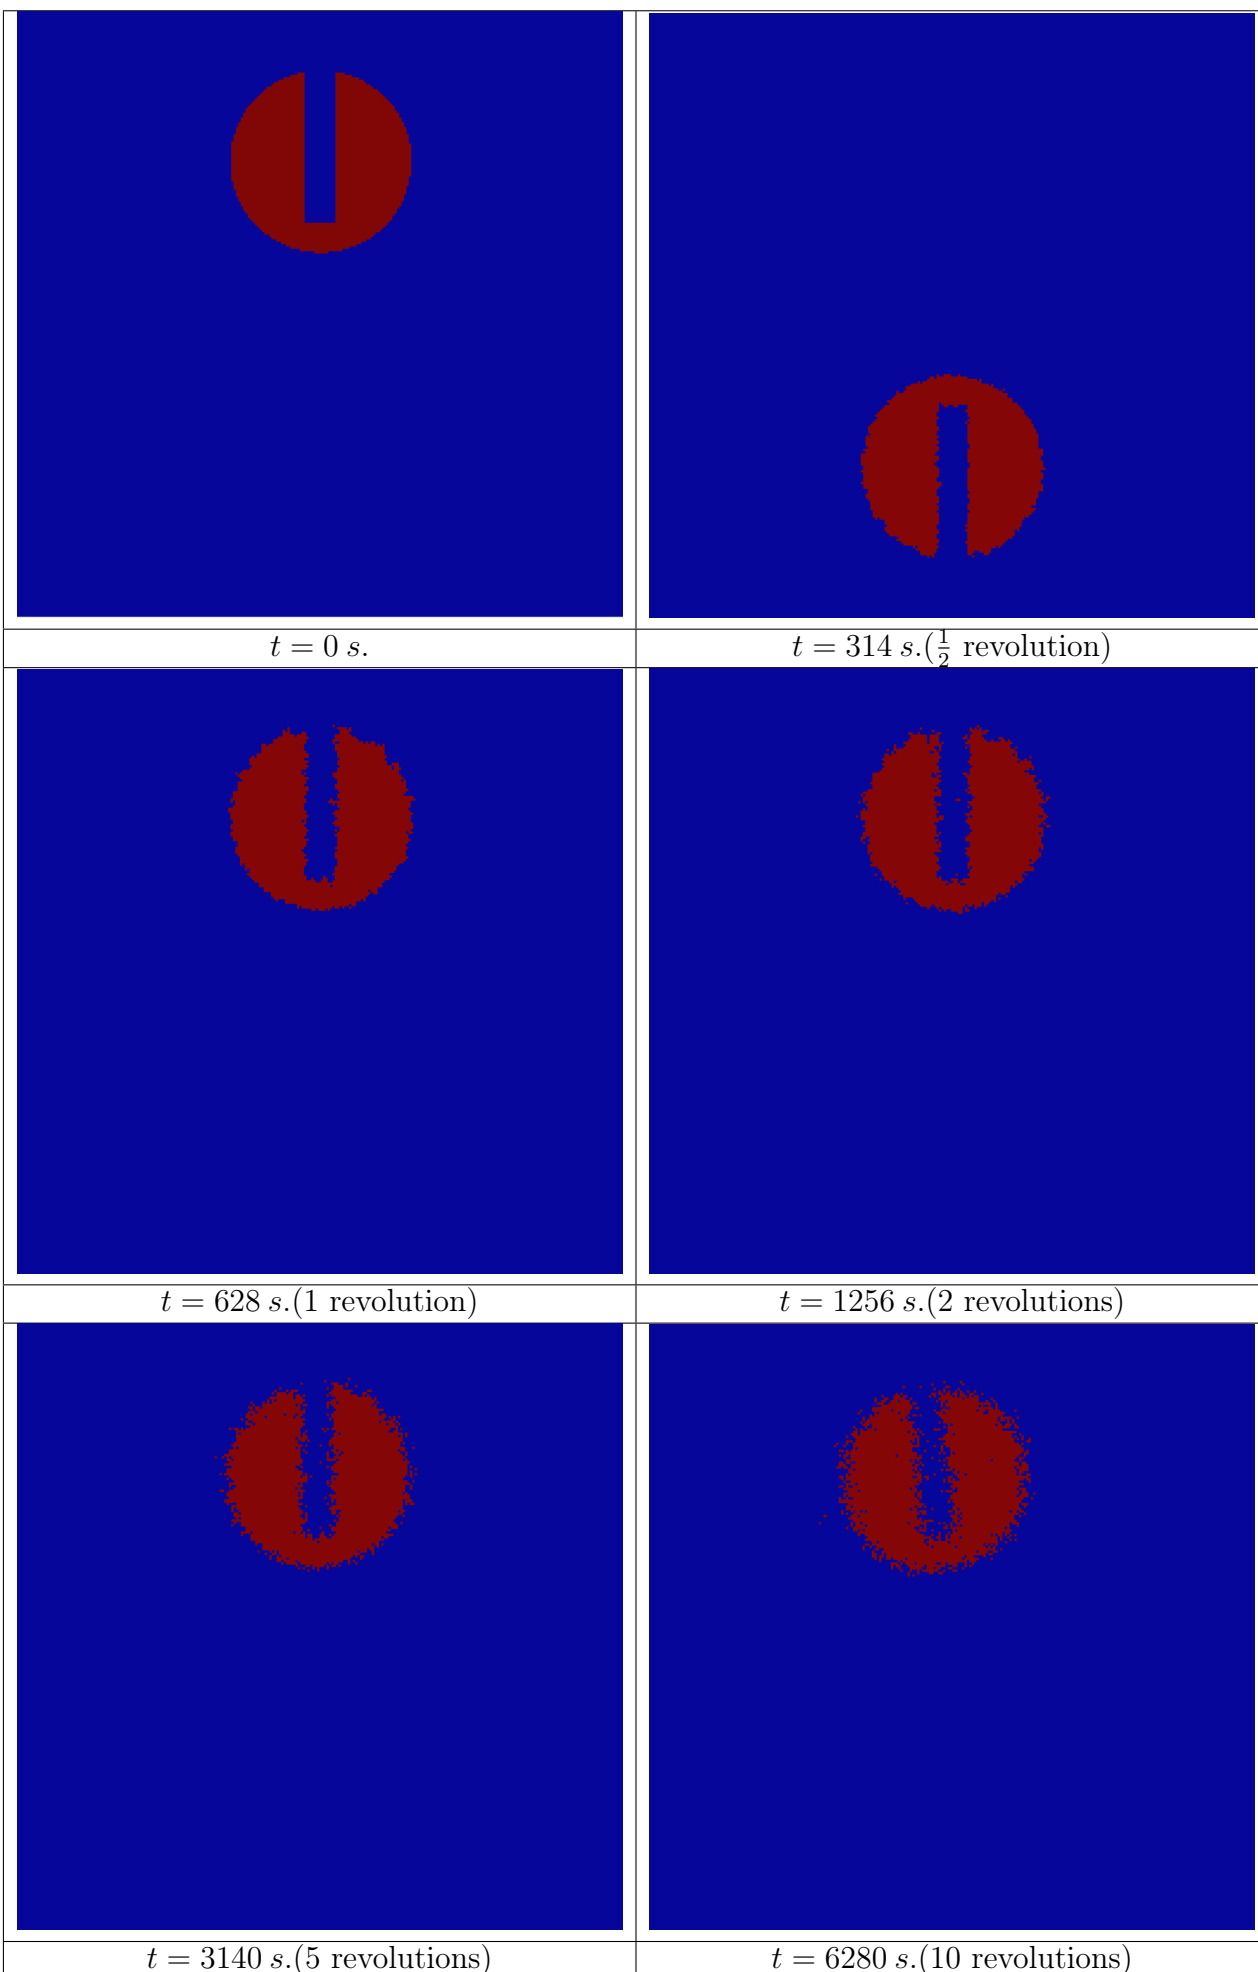 t = 0 s.
t = 314 s.(1/2 revolution)
t = 628 s.(1 revolution)
t = 1256 s.(2 revolutions)
t = 3140 s.(5 revolutions)
t = 6280 s.(10 revolutions)